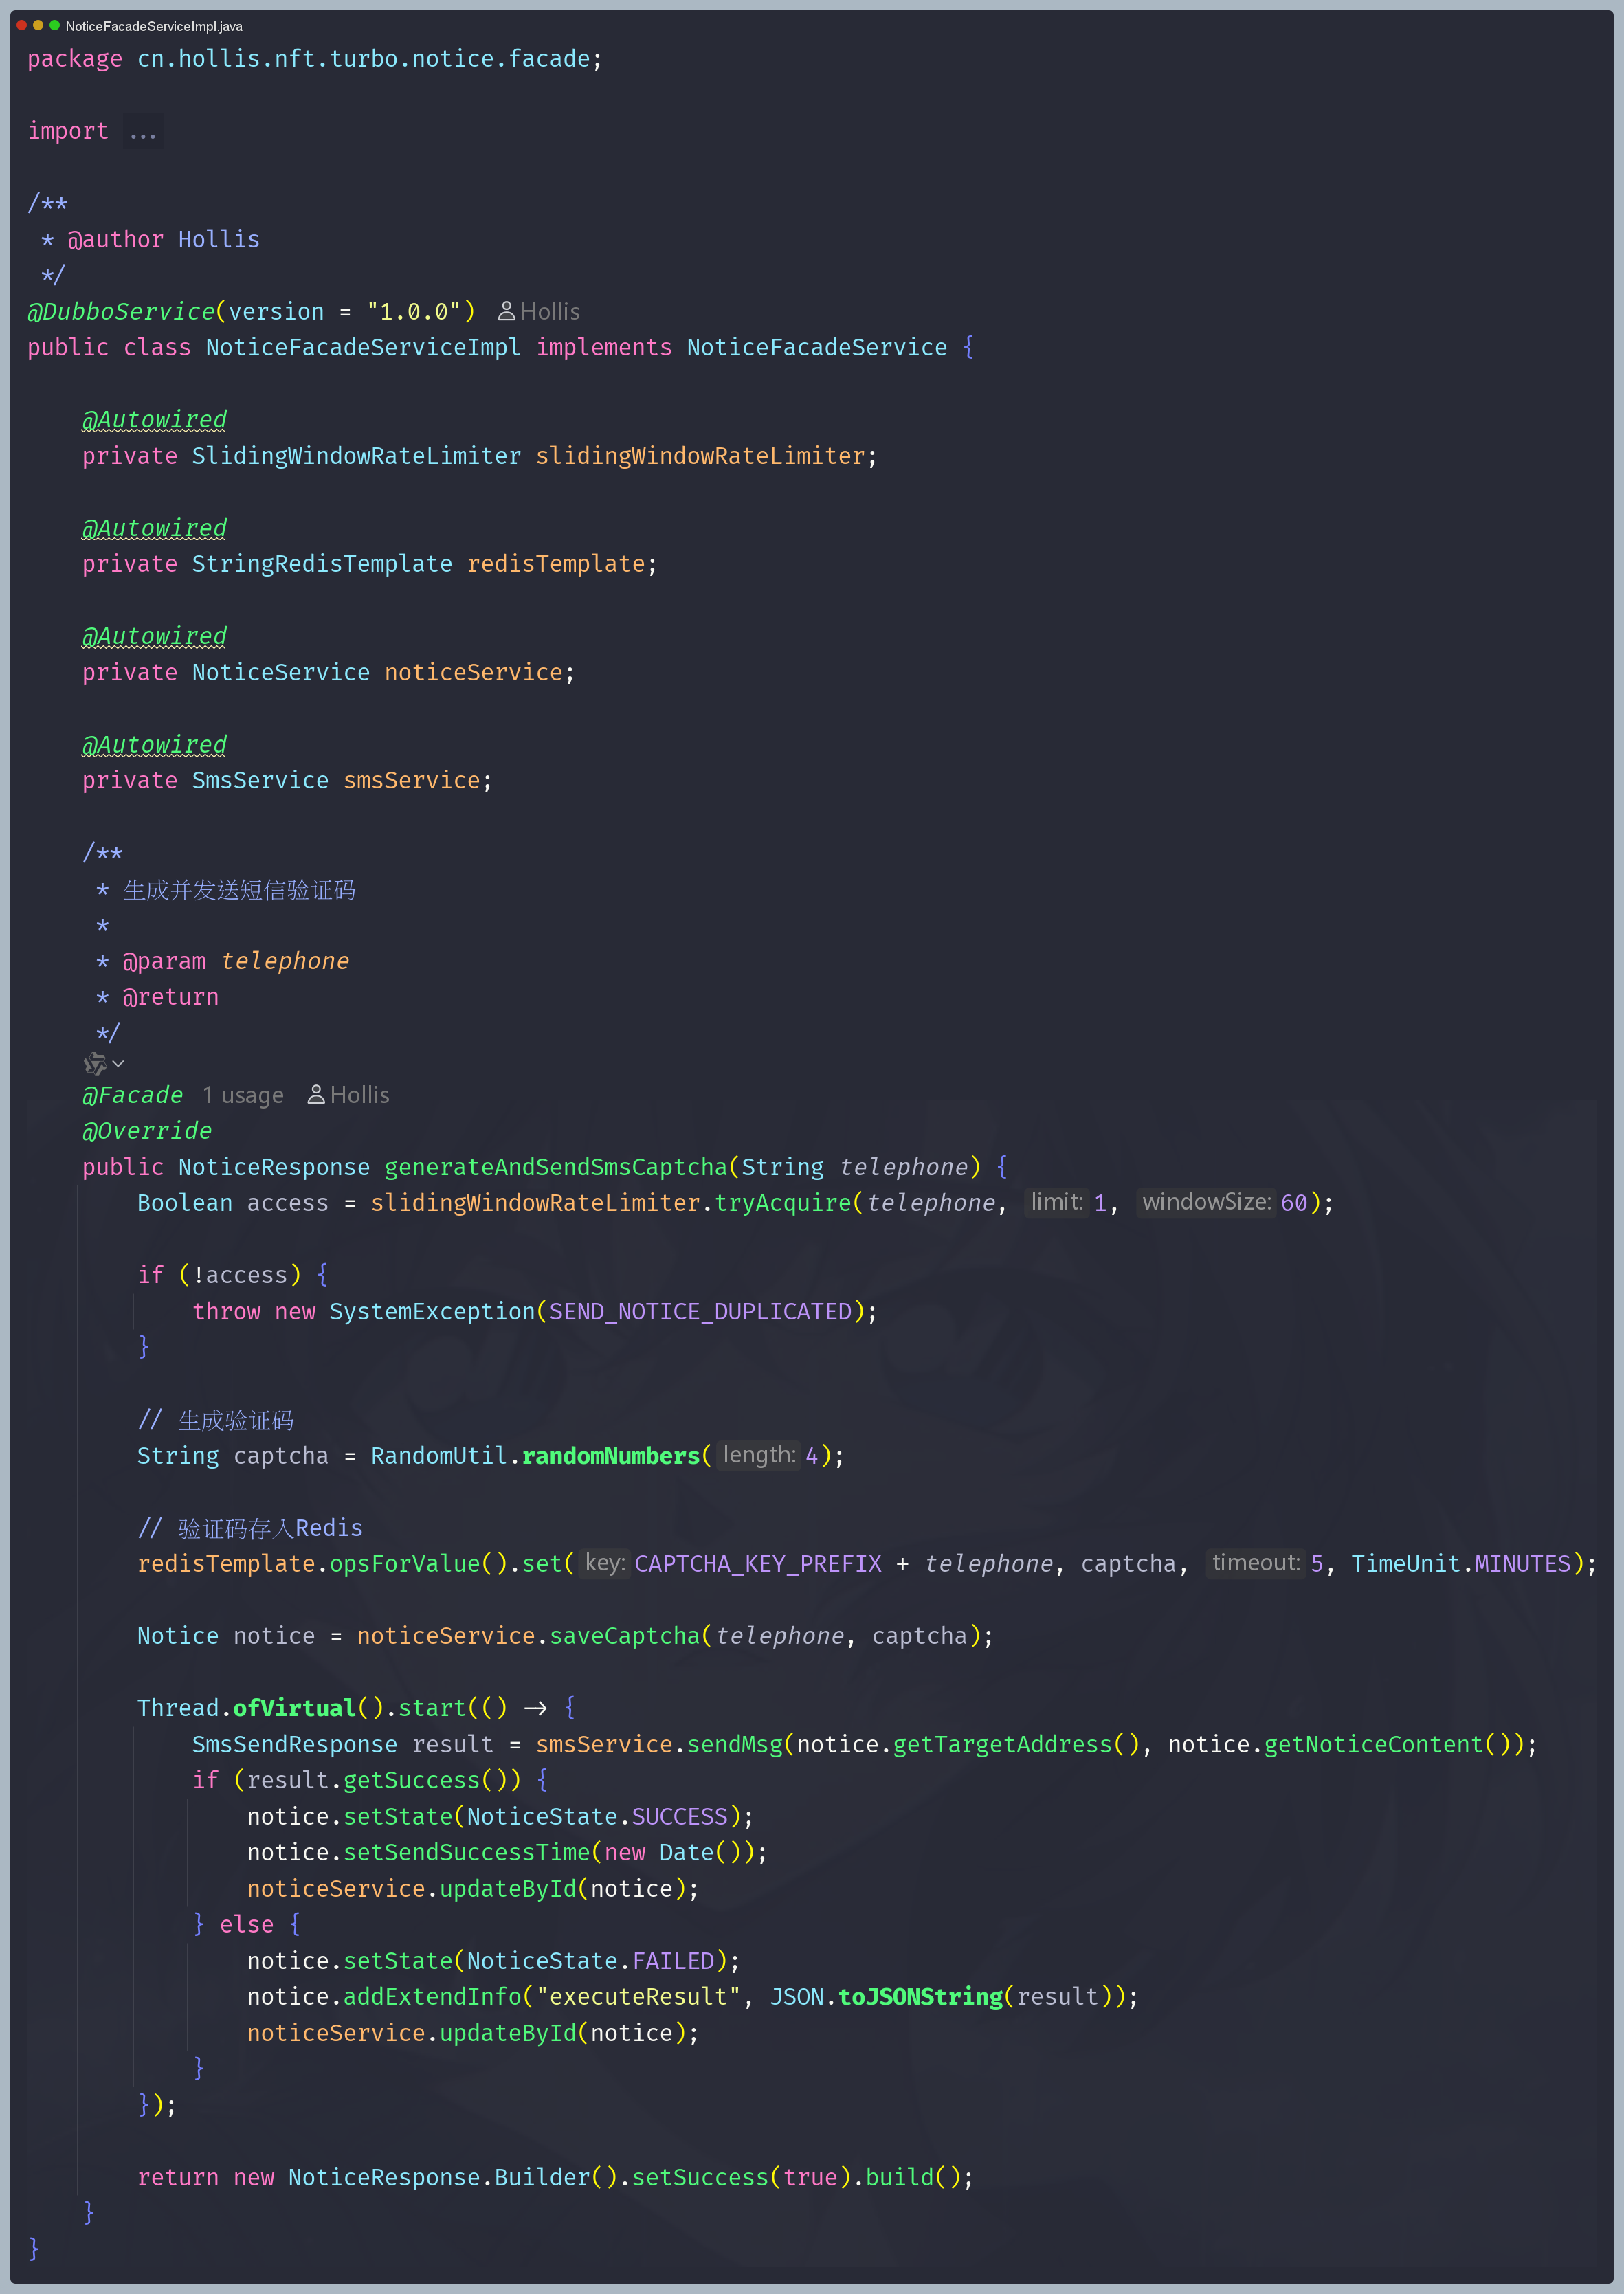 NoticeFacadeServiceImpl.java
package cn.hollis.nft.turbo.notice.facade;
import ...
/**
 * @author Hollis
 */
@DubboService(version = "1.0.0") Hollis
public class NoticeFacadeServiceImpl implements NoticeFacadeService {
@Autowired
private SlidingWindowRateLimiter slidingWindowRateLimiter;
@Autowired
private StringRedisTemplate redisTemplate;
@Autowired
private NoticeService noticeService;
@Autowired
private SmsService smsService;
/**
 * 生成并发送短信验证码
 *
 * @param telephone
 * @return
 */
@Facade 1 usage Hollis
@Override
public NoticeResponse generateAndSendSmsCaptcha(String telephone) {
Boolean access = slidingWindowRateLimiter.tryAcquire(telephone, limit: 1, windowSize: 60);
if (!access) {
throw new SystemException(SEND_NOTICE_DUPLICATED);
}
// 生成验证码
String captcha = RandomUtil.randomNumbers( length: 4);
// 验证码存入Redis
redisTemplate.opsForValue().set( key: CAPTCHA_KEY_PREFIX + telephone, captcha, timeout: 5, TimeUnit.MINUTES);
Notice notice = noticeService.saveCaptcha(telephone, captcha);
Thread.ofVirtual().start(() -> {
SmsSendResponse result = smsService.sendMsg(notice.getTargetAddress(), notice.getNoticeContent());
if (result.getSuccess()) {
notice.setState(NoticeState.SUCCESS);
notice.setSendSuccessTime(new Date());
noticeService.updateById(notice);
} else {
notice.setState(NoticeState.FAILED);
notice.addExtendInfo("executeResult", JSON.toJSONString(result));
noticeService.updateById(notice);
}
});
return new NoticeResponse.Builder().setSuccess(true).build();
}
}